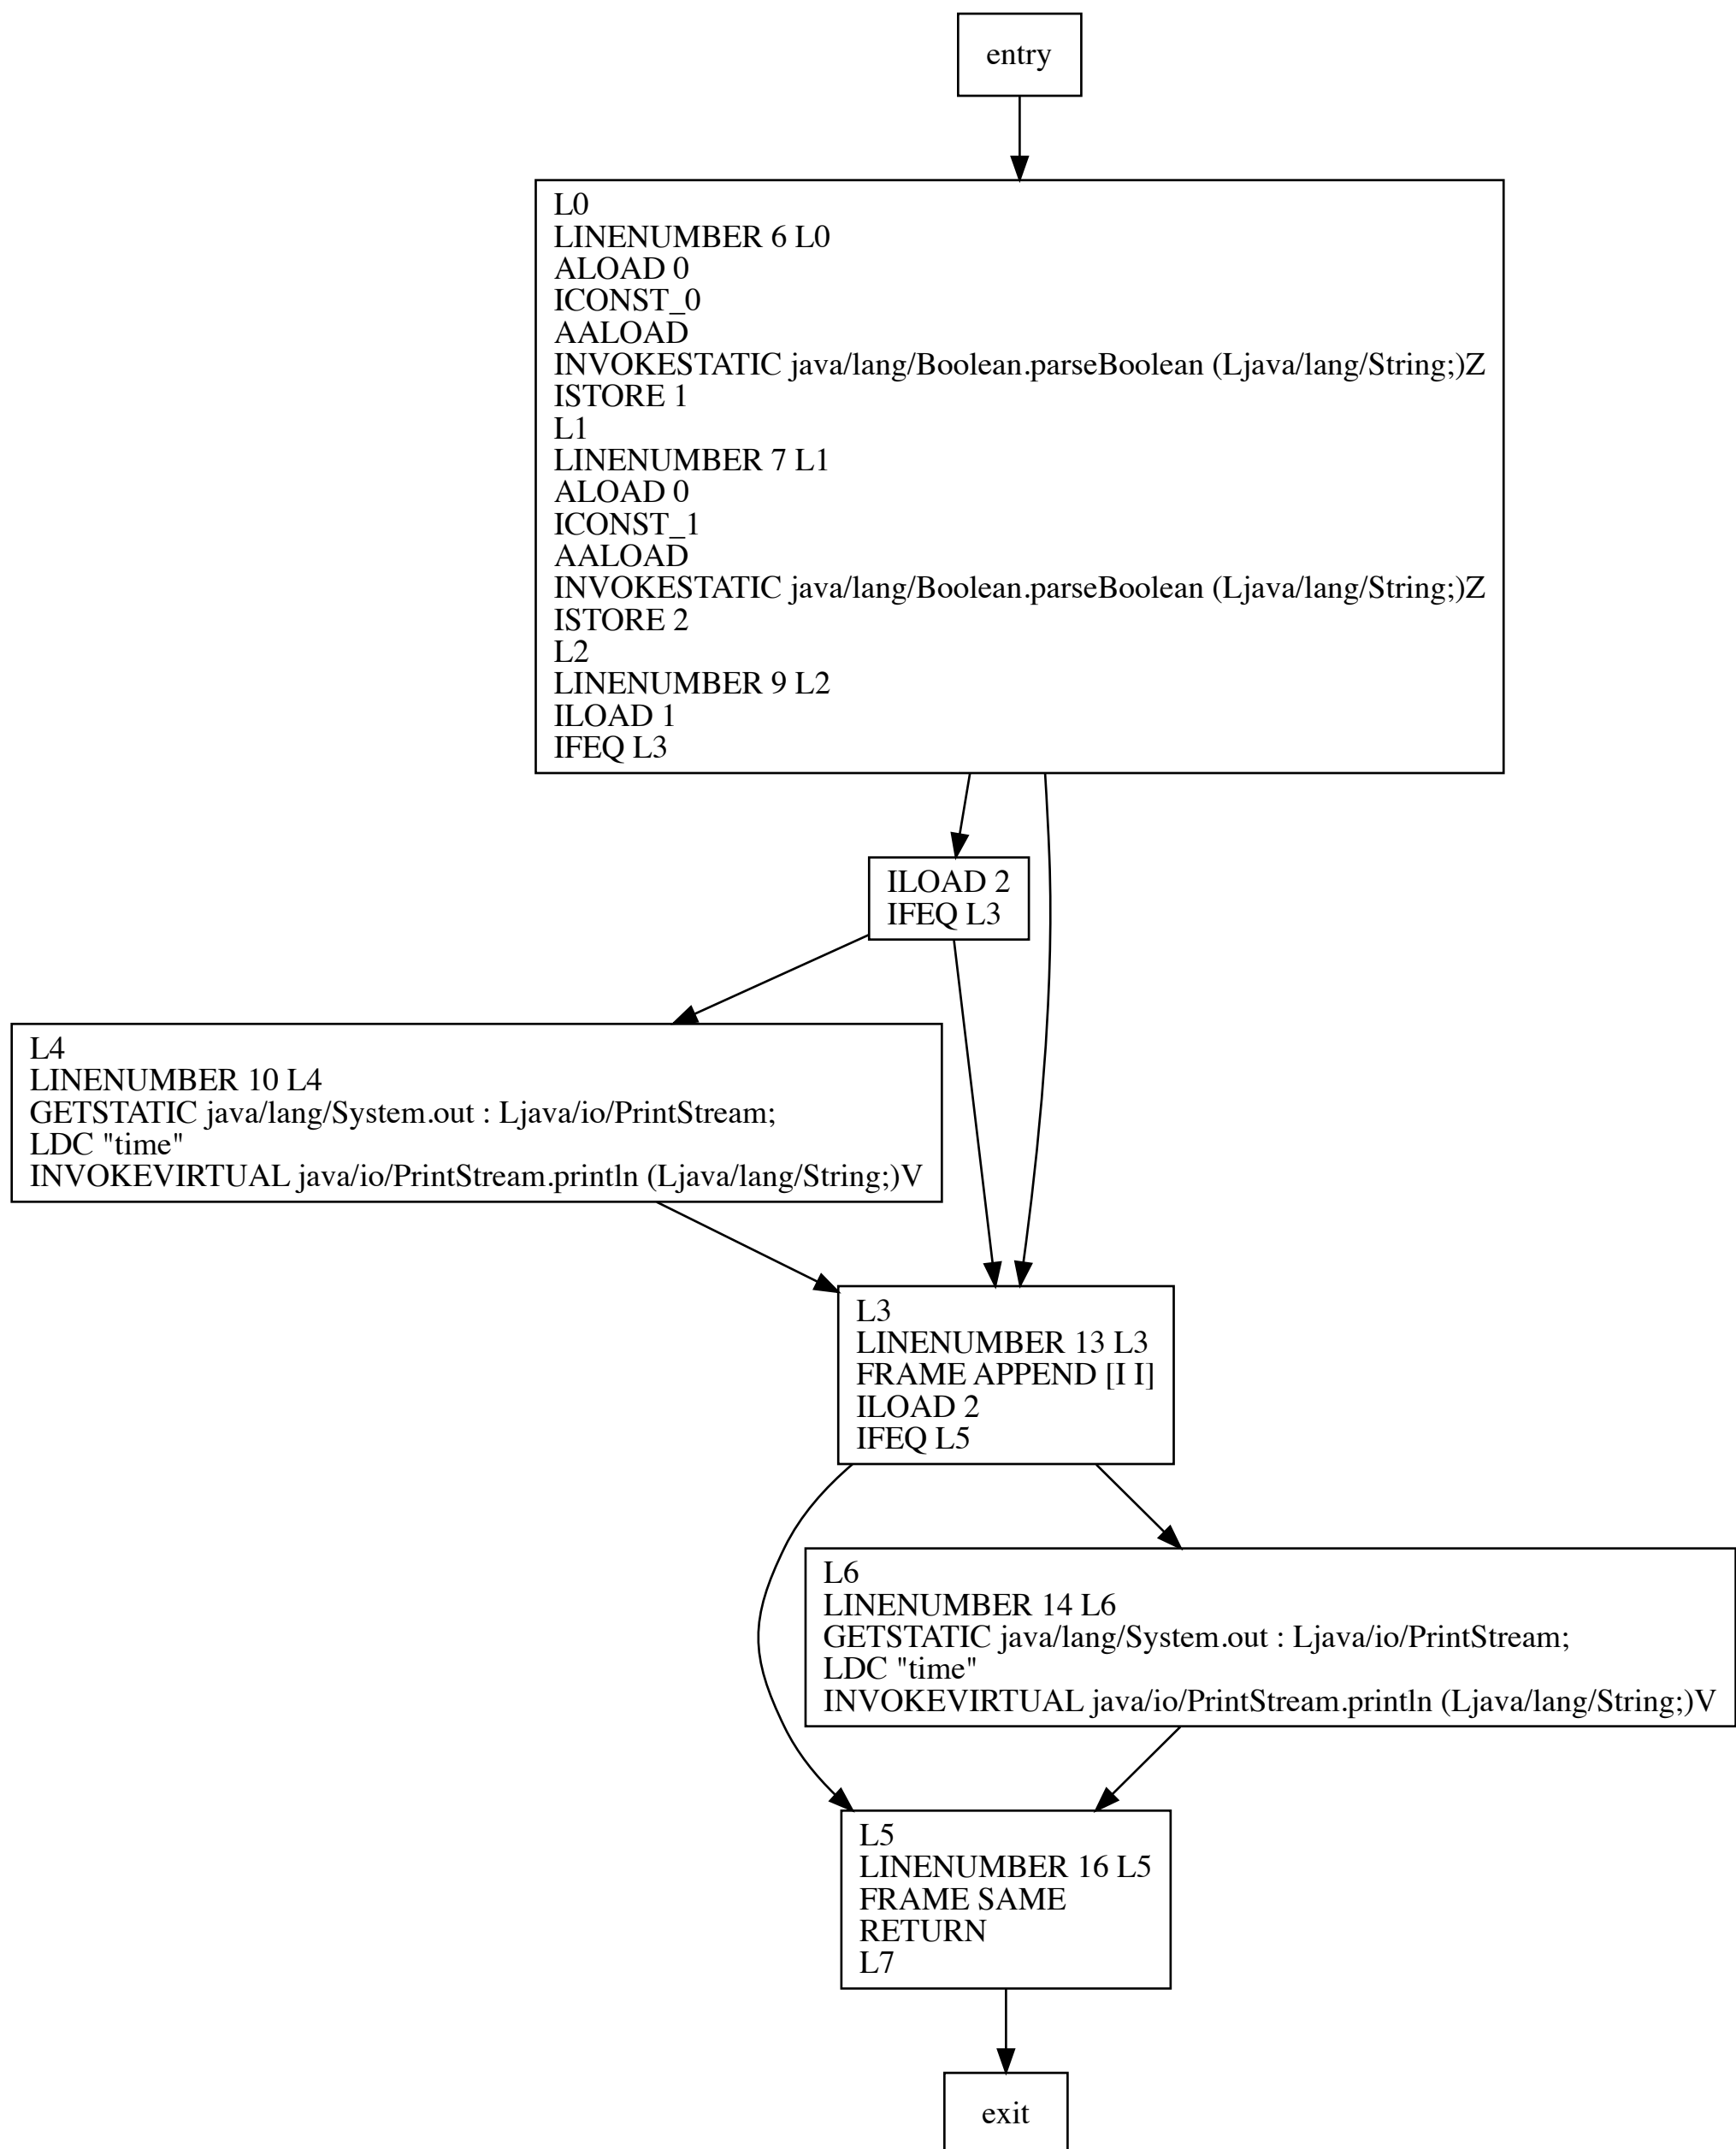 entry
L0
LINENUMBER 6 L0
ALOAD 0
ICONST_0
AALOAD
INVOKESTATIC java/lang/Boolean.parseBoolean (Ljava/lang/String;)Z
ISTORE 1
L1
LINENUMBER 7 L1
ALOAD 0
ICONST_1
AALOAD
INVOKESTATIC java/lang/Boolean.parseBoolean (Ljava/lang/String;)Z
ISTORE 2
L2
LINENUMBER 9 L2
ILOAD 1
IFEQ L3
ILOAD 2
IFEQ L3
L4
LINENUMBER 10 L4
GETSTATIC java/lang/System.out : Ljava/io/PrintStream;
LDC "time"
INVOKEVIRTUAL java/io/PrintStream.println (Ljava/lang/String;)V
L3
LINENUMBER 13 L3
FRAME APPEND [I I]
ILOAD 2
IFEQ L5
L6
LINENUMBER 14 L6
GETSTATIC java/lang/System.out : Ljava/io/PrintStream;
LDC "time"
INVOKEVIRTUAL java/io/PrintStream.println (Ljava/lang/String;)V
L5
LINENUMBER 16 L5
FRAME SAME
RETURN
L7
exit